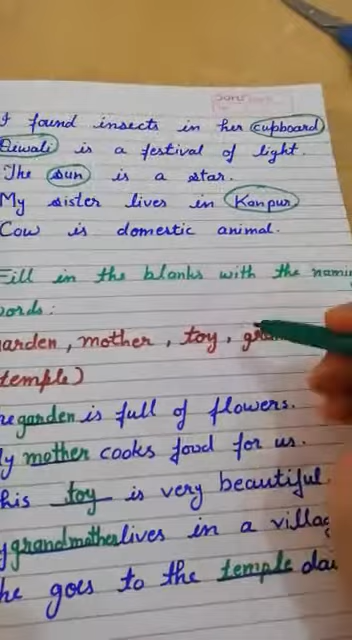 I found insects in her cupboard
Diwali is a festival of light.
The sun is a star.
My sister lives in Kanpur
Cow is domestic animal.
Fill in the blanks with the naming
words:
garden, mother, toy,
temple)
The garden is full of flowers.
My mother cooks food for us.
This toy is very beautiful.
My grandmother lives in a village
She goes to the temple